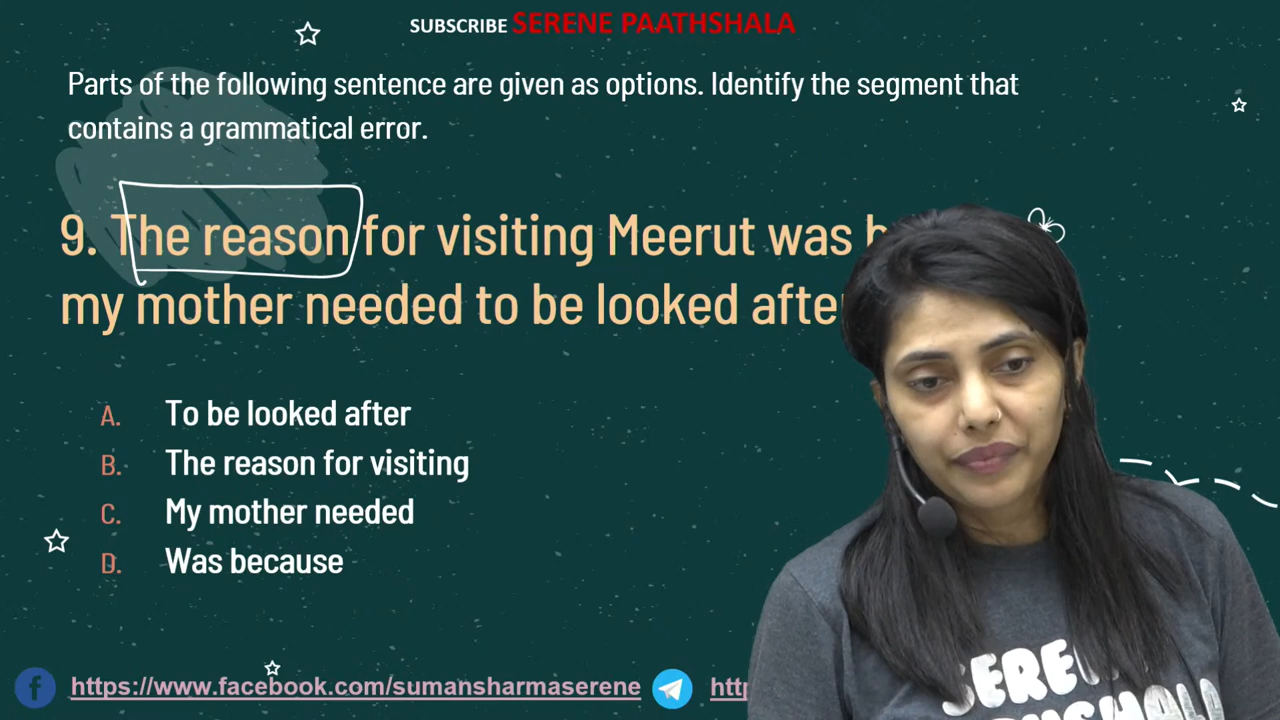 SUBSCRIBE SERENE PAATHSHALA
Parts of the following sentence are given as options. Identify the segment that
contains a grammatical error.
9. The reason for visiting Meerut was
my mother needed to be looked after
A. To be looked after
B. The reason for visiting
C. My mother needed
D. Was because
https://www.facebook.com/sumansharmaserene